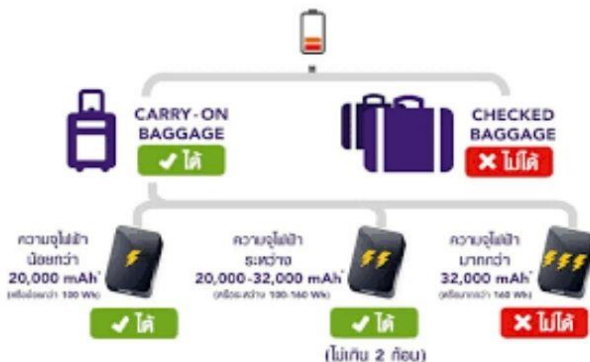 CARRY-ON
BAGGAGE
ได้
CHECKED
BAGGAGE
ไม่ได้
ความจุไฟฟ้า
น้อยกว่า
20,000 mAh*
(หรือน้อยกว่า 100 Wh)
ได้
ความจุไฟฟ้า
ระหว่าง
20,000-32,000 mAh*
(หรือระหว่าง 100-160 Wh)
ได้
(ไม่เกิน 2 ก้อน)
ความจุไฟฟ้า
มากกว่า
32,000 mAh*
(หรือมากกว่า 160 Wh)
ไม่ได้